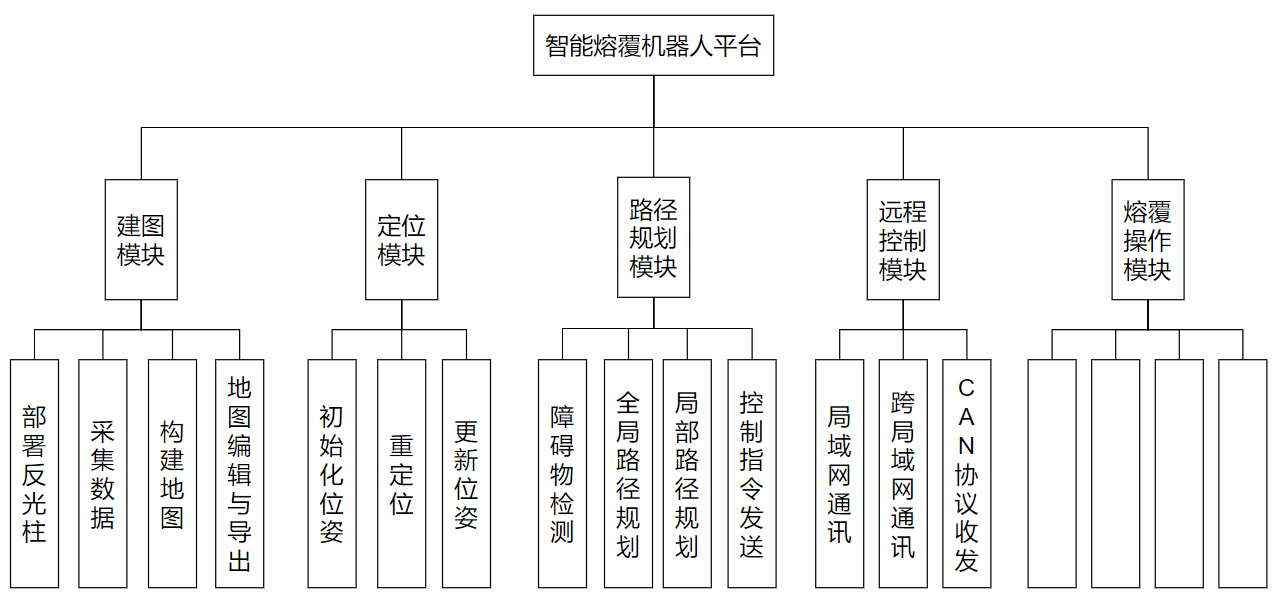 智能熔覆机器人平台
建图
模块
定位
模块
路径
规划
模块
远程
控制
模块
熔覆
操作
模块
部署反光柱
采集数据
构建地图
地图编辑与导出
初始化位姿
重定位
更新位姿
障碍物检测
全局路径规划
局部路径规划
控制指令发送
局域网通讯
跨局域网通讯
CAN协议收发